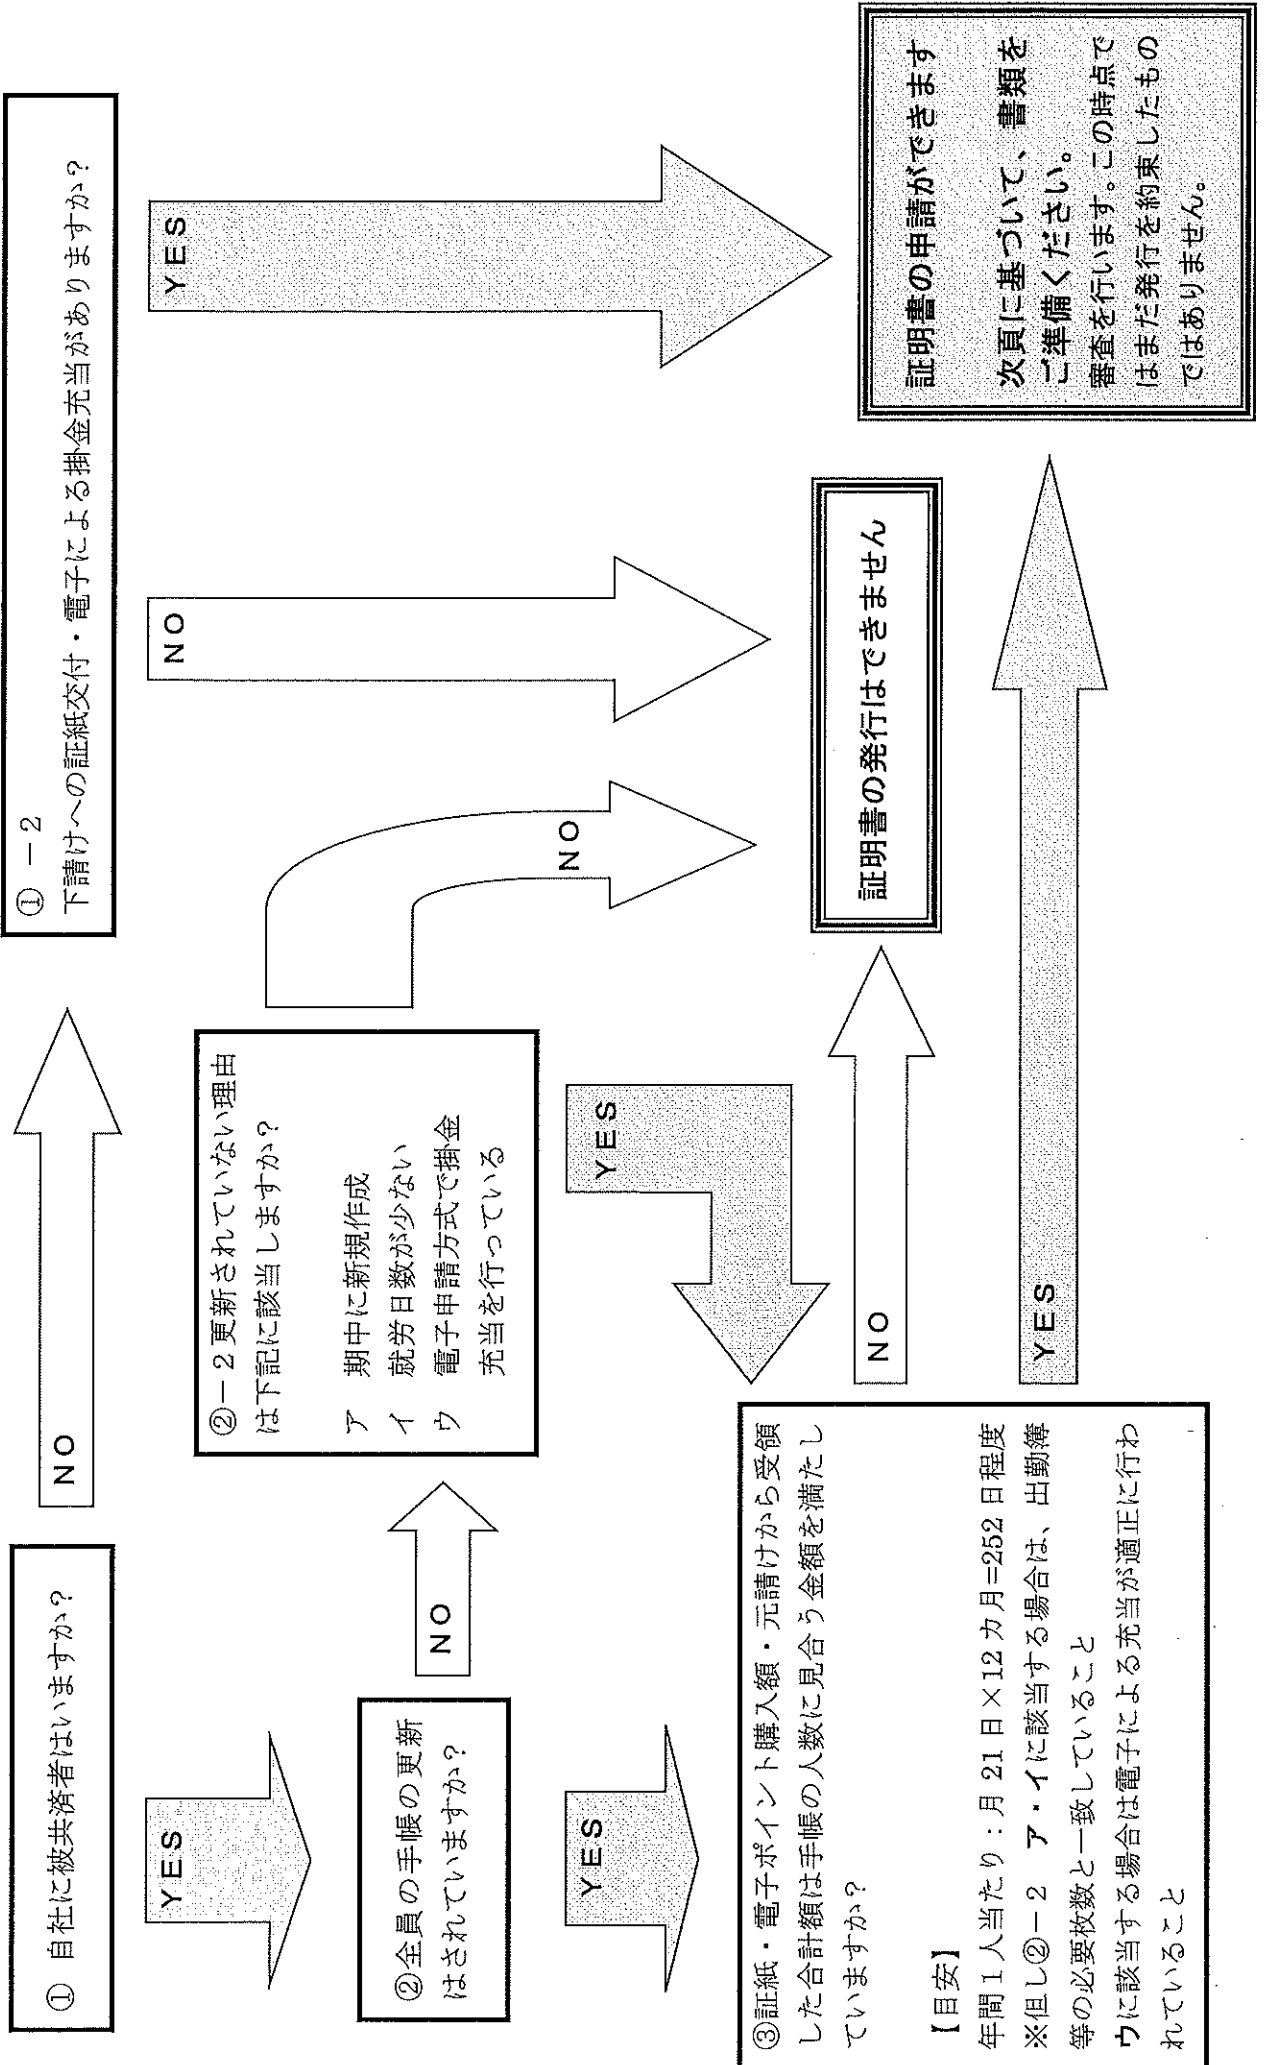 ① 自社に被共済者はいますか？
NO
①－2
下請けへの証紙交付・電子による掛金充当がありますか？
YES
NO
YES
②全員の手帳の更新
はされていますか？
NO
②－2更新されていない理由
は下記に該当しますか？
ア　期中に新規作成
イ　就労日数が少ない
ウ　電子申請方式で掛金
充当を行っている
NO
YES
YES
③証紙・電子ポイント購入額・元請けから受領
した合計額は手帳の人数に見合う金額を満たし
ていますか？
【目安】
年間1人当たり：月 21 日×12 カ月=252 日程度
※但し②－2　ア・イに該当する場合は、出勤簿
等の必要枚数と一致していること
ウに該当する場合は電子による充当が適正に行わ
れていること
NO
YES
証明書の発行はできません
証明書の申請ができます
次頁に基づいて、書類を
ご準備ください。
審査を行います。この時点で
はまだ発行を約束したもの
ではありません。